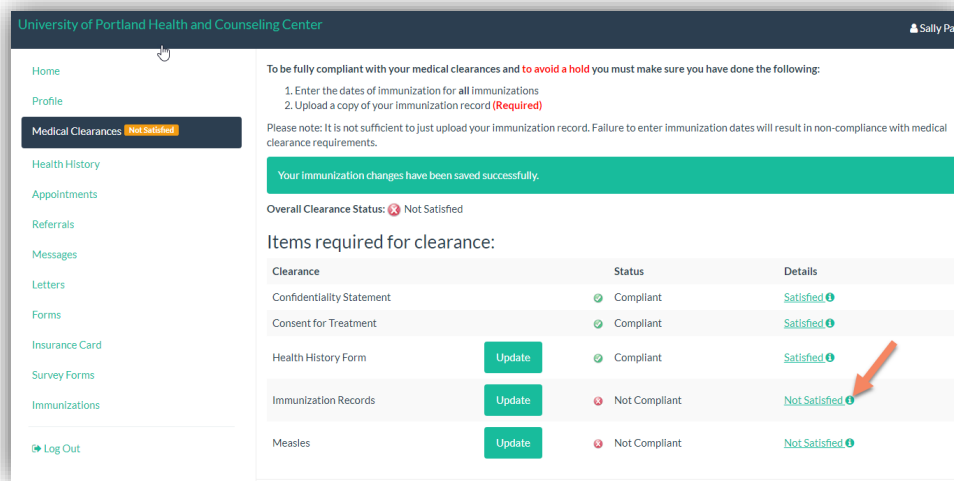 University of Portland Health and Counseling Center
Sally Pa
Home
Profile
Medical Clearances Not Satisfied
Health History
Appointments
Referrals
Messages
Letters
Forms
Insurance Card
Survey Forms
Immunizations
Log Out
To be fully compliant with your medical clearances and to avoid a hold you must make sure you have done the following:
1. Enter the dates of immunization for all immunizations
2. Upload a copy of your immunization record (Required)
Please note: It is not sufficient to just upload your immunization record. Failure to enter immunization dates will result in non-compliance with medical
clearance requirements.
Your immunization changes have been saved successfully.
Overall Clearance Status: Not Satisfied
Items required for clearance:
Clearance Status Details
Confidentiality Statement Compliant Satisfied
Consent for Treatment Compliant Satisfied
Health History Form Update Compliant Satisfied
Immunization Records Update Not Compliant Not Satisfied
Measles Update Not Compliant Not Satisfied